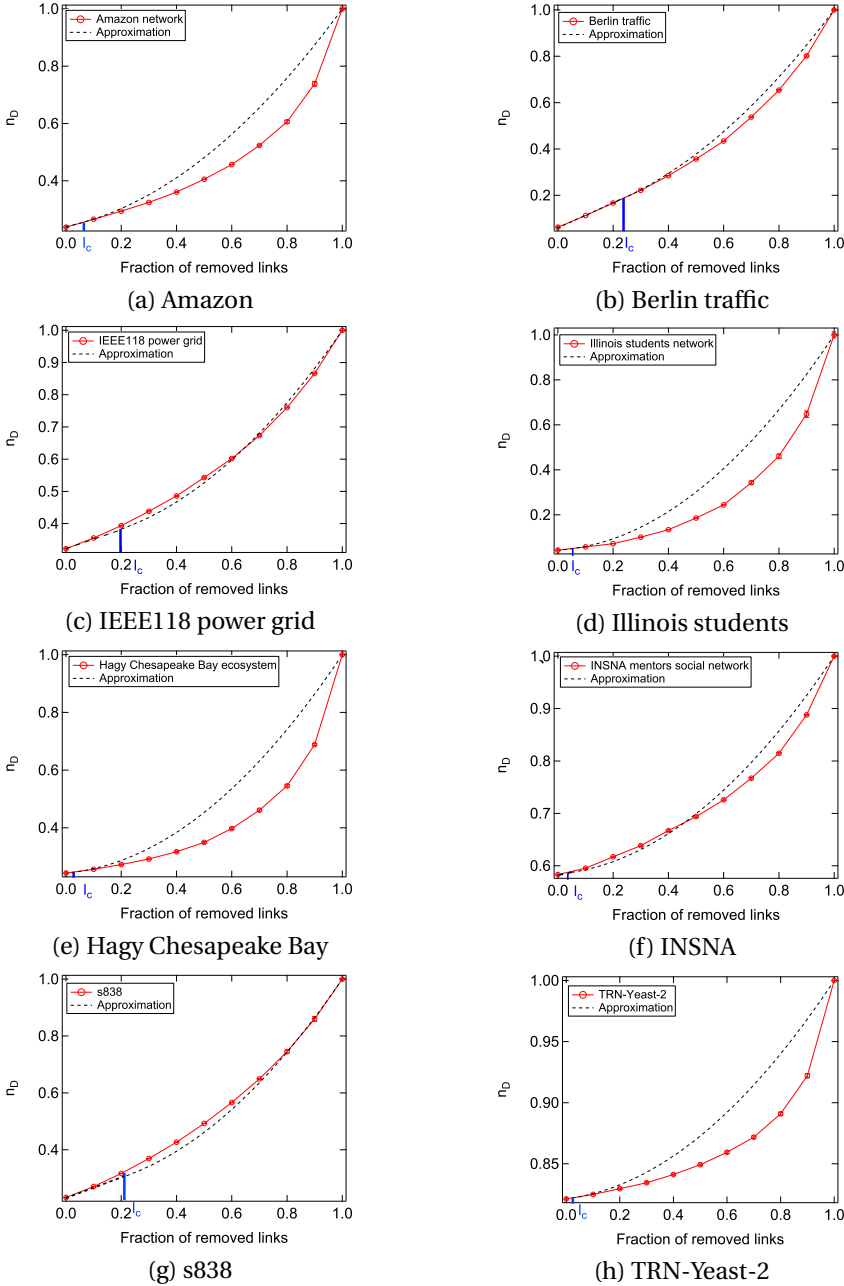 1.0
0.8
0.6
0.4
n_D
Amazon network
Approximation
0.0 0.2 0.4 0.6 0.8 1.0
l_c
Fraction of removed links
(a) Amazon
1.0
0.8
0.6
0.4
0.2
n_D
Berlin traffic
Approximation
0.0 0.2 0.4 0.6 0.8 1.0
l_c
Fraction of removed links
(b) Berlin traffic
1.0
0.9
0.8
0.7
0.6
0.5
0.4
n_D
IEEE118 power grid
Approximation
0.0 0.2 0.4 0.6 0.8 1.0
l_c
Fraction of removed links
(c) IEEE118 power grid
1.0
0.8
0.6
0.4
0.2
n_D
Illinois students network
Approximation
0.0 0.2 0.4 0.6 0.8 1.0
l_c
Fraction of removed links
(d) Illinois students
1.0
0.8
0.6
0.4
n_D
Hagy Chesapeake Bay ecosystem
Approximation
0.0 0.2 0.4 0.6 0.8 1.0
l_c
Fraction of removed links
(e) Hagy Chesapeake Bay
1.0
0.9
0.8
0.7
0.6
n_D
INSNA mentors social network
Approximation
0.0 0.2 0.4 0.6 0.8 1.0
l_c
Fraction of removed links
(f) INSNA
1.0
0.8
0.6
0.4
n_D
s838
Approximation
0.0 0.2 0.4 0.6 0.8 1.0
l_c
Fraction of removed links
(g) s838
1.00
0.95
0.90
0.85
n_D
TRN-Yeast-2
Approximation
0.0 0.2 0.4 0.6 0.8 1.0
l_c
Fraction of removed links
(h) TRN-Yeast-2